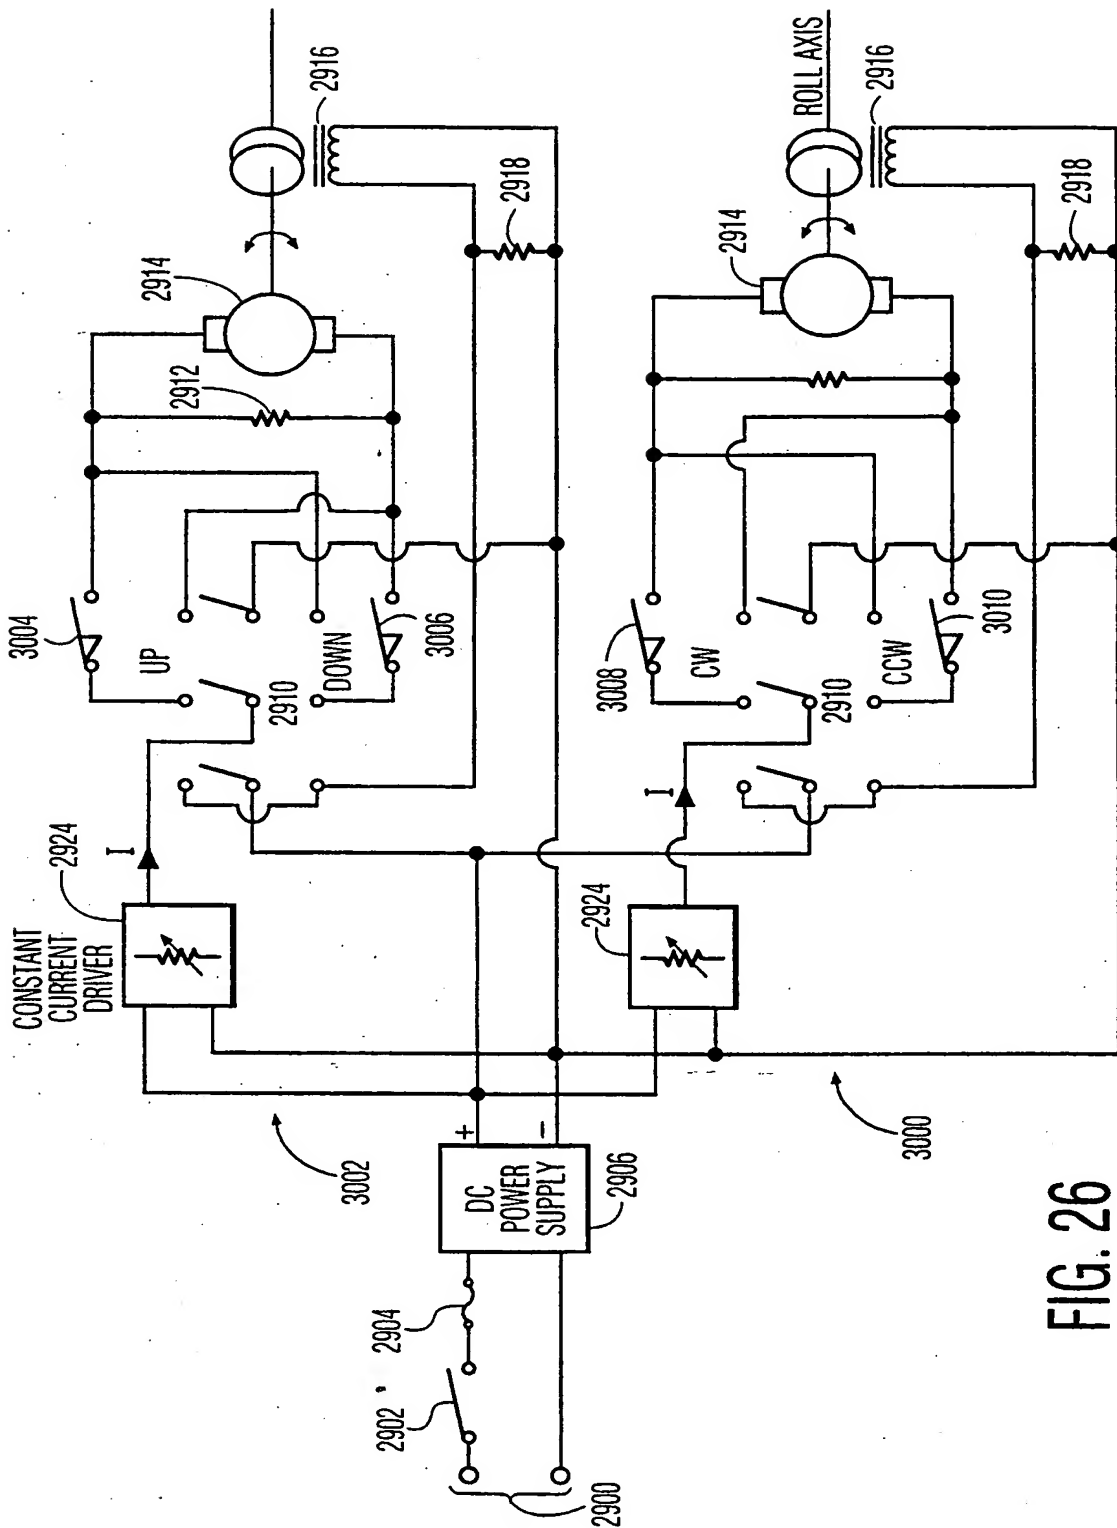 CONSTANT
CURRENT
DRIVER
2924
I
3004
UP
2910
DOWN
3006
2912
2914
2916
2918
3002
2902
2904
2900
DC
POWER
SUPPLY
+
−
2906
2924
I
3008
CW
2910
CCW
3010
2914
ROLL AXIS
2916
2918
3000
FIG. 26